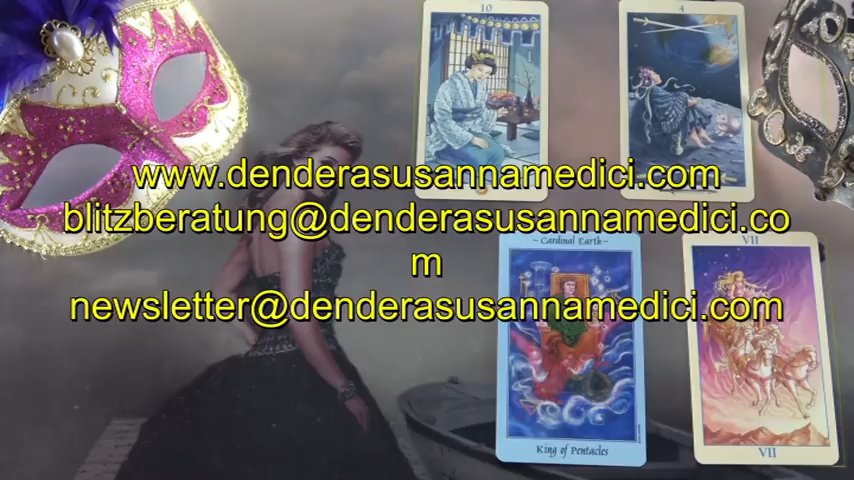 10
4
www.denderasusannamedici.com
blitzberatung@denderasusannamedici.co
m
newsletter@denderasusannamedici.com
~Cardinal Earth~
VII
King of Pentacles
VII